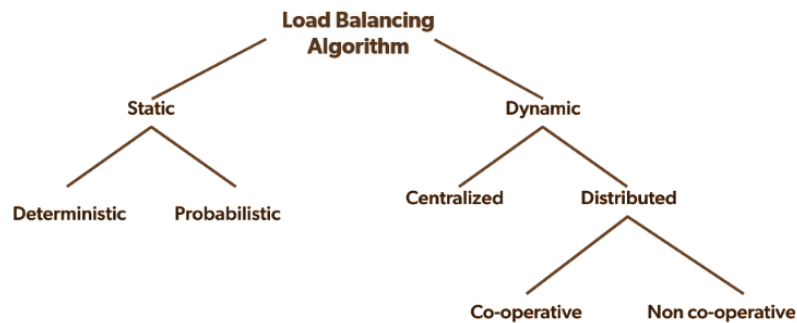 Load Balancing
Algorithm
Static
Dynamic
Deterministic
Probabilistic
Centralized
Distributed
Co-operative
Non co-operative